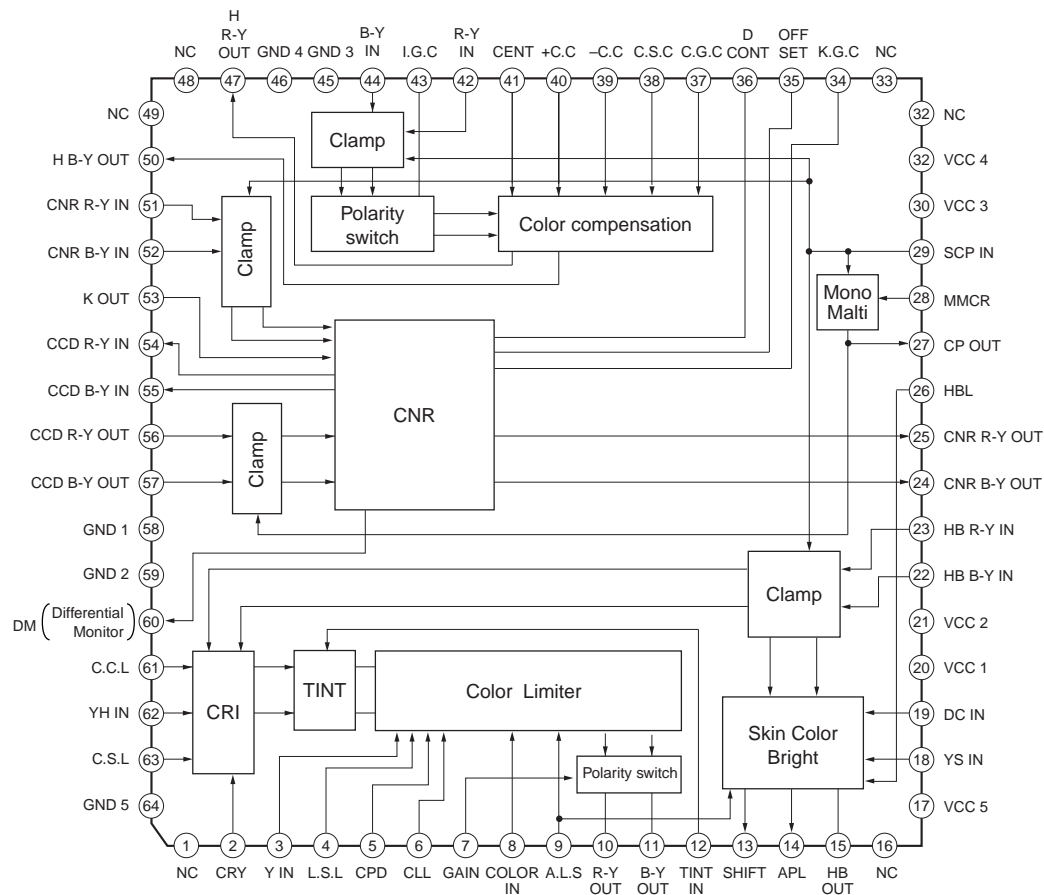 H
R-Y
OUT
NC
GND 4
GND 3
B-Y
IN
I.G.C
R-Y
IN
CENT
+C.C
–C.C
C.S.C
C.G.C
D
CONT
OFF
SET
K.G.C
NC
48 47 46 45 44 43 42 41 40 39 38 37 36 35 34 33
NC 49
H B-Y OUT 50
CNR R-Y IN 51
CNR B-Y IN 52
K OUT 53
CCD R-Y IN 54
CCD B-Y IN 55
CCD R-Y OUT 56
CCD B-Y OUT 57
GND 1 58
GND 2 59
DM (Differential
Monitor) 60
C.C.L 61
YH IN 62
C.S.L 63
GND 5 64
Clamp
Polarity
switch
Color compensation
Clamp
Mono
Malti
CNR
Clamp
Clamp
CRI
TINT
Color Limiter
Polarity switch
Skin Color
Bright
32 NC
32 VCC 4
30 VCC 3
29 SCP IN
28 MMCR
27 CP OUT
26 HBL
25 CNR R-Y OUT
24 CNR B-Y OUT
23 HB R-Y IN
22 HB B-Y IN
21 VCC 2
20 VCC 1
19 DC IN
18 YS IN
17 VCC 5
1 2 3 4 5 6 7 8 9 10 11 12 13 14 15 16
NC
CRY
Y IN
L.S.L
CPD
CLL
GAIN
COLOR
IN
A.L.S
R-Y
OUT
B-Y
OUT
TINT
IN
SHIFT
APL
HB
OUT
NC